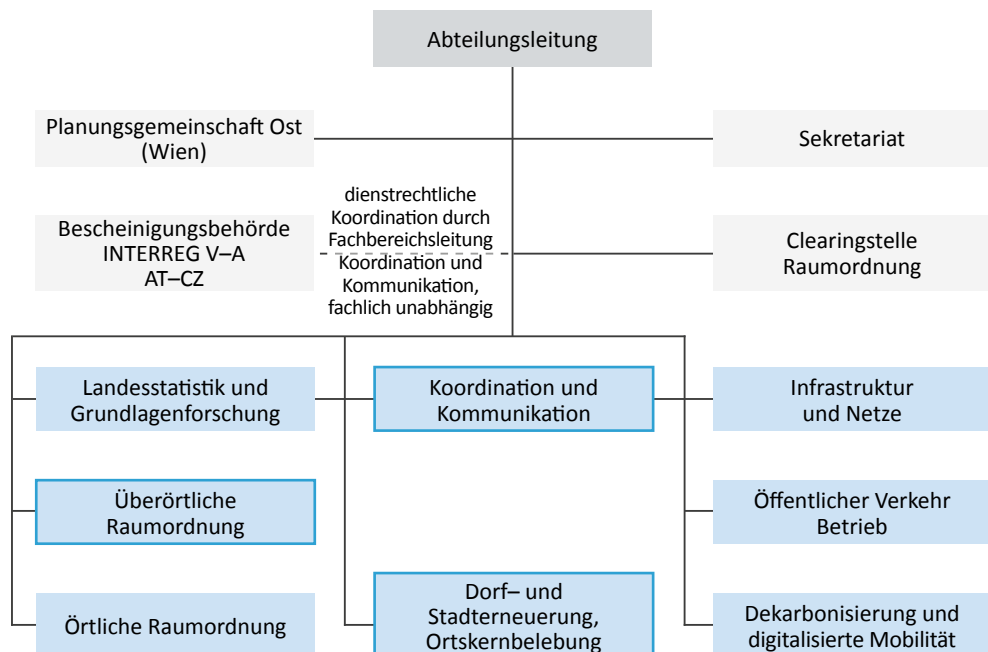 Abteilungsleitung
Planungsgemeinschaft Ost
(Wien)
Sekretariat
Bescheinigungsbehörde
INTERREG V–A
AT–CZ
dienstrechtliche
Koordination durch
Fachbereichsleitung
Koordination und
Kommunikation,
fachlich unabhängig
Clearingstelle
Raumordnung
Landesstatistik und
Grundlagenforschung
Koordination und
Kommunikation
Infrastruktur
und Netze
Überörtliche
Raumordnung
Öffentlicher Verkehr
Betrieb
Örtliche Raumordnung
Dorf– und
Stadterneuerung,
Ortskernbelebung
Dekarbonisierung und
digitalisierte Mobilität